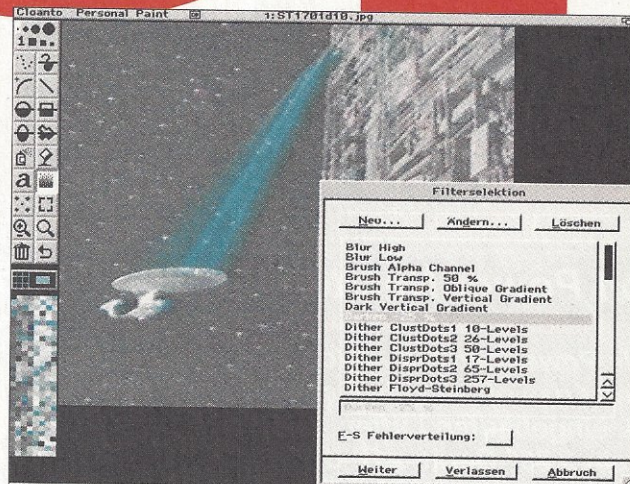 Cloanto Personal Paint
1:ST1701d10.jpg
a
Filterselektion
Neu...
Ändern...
Löschen
Blur High
Blur Low
Brush Alpha Channel
Brush Transp. 50 %
Brush Transp. Oblique Gradient
Brush Transp. Vertical Gradient
Dark Vertical Gradient
Dither ClustDots1 10-Levels
Dither ClustDots2 26-Levels
Dither ClustDots3 50-Levels
Dither DisprDots1 17-Levels
Dither DisprDots2 65-Levels
Dither DisprDots3 257-Levels
Dither Floyd-Steinberg
F-S Fehlerverteilung:
Weiter
Verlassen
Abbruch